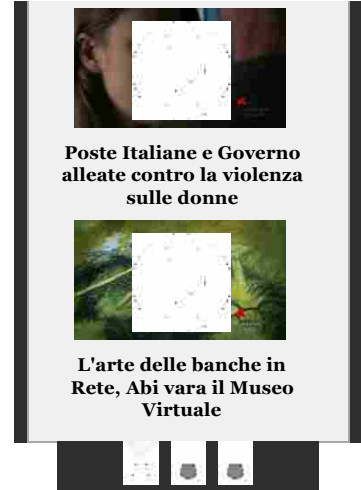 Poste Italiane e Governo
alleate contro la violenza
sulle donne
L'arte delle banche in
Rete, Abi vara il Museo
Virtuale